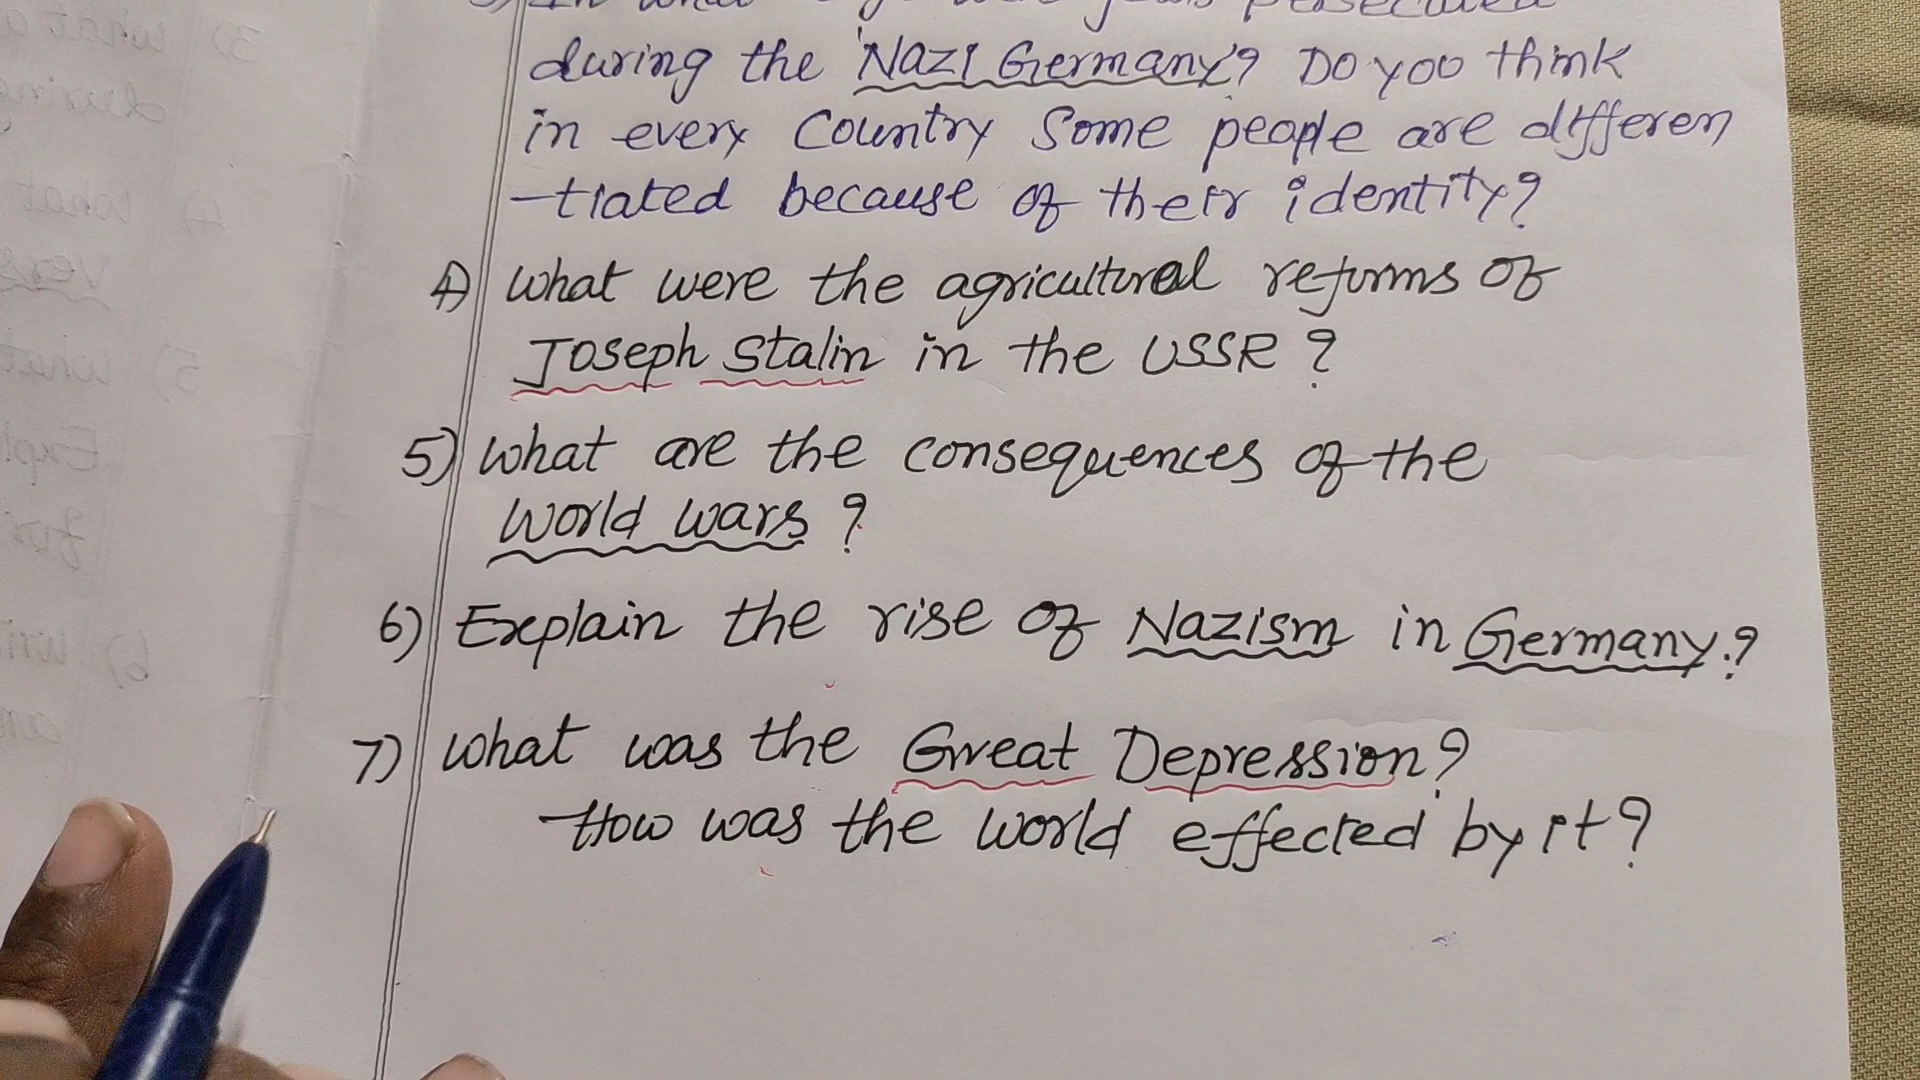 during the 'Nazi Germany'? Do you think
in every Country Some people are differen
-tiated because of their identity?
4) What were the agricultural reforms of
Joseph Stalin in the USSR ?
5) What are the consequences of the
World wars ?
6) Explain the rise of Nazism in Germany.?
7) What was the Great Depression?
How was the world effected by it?